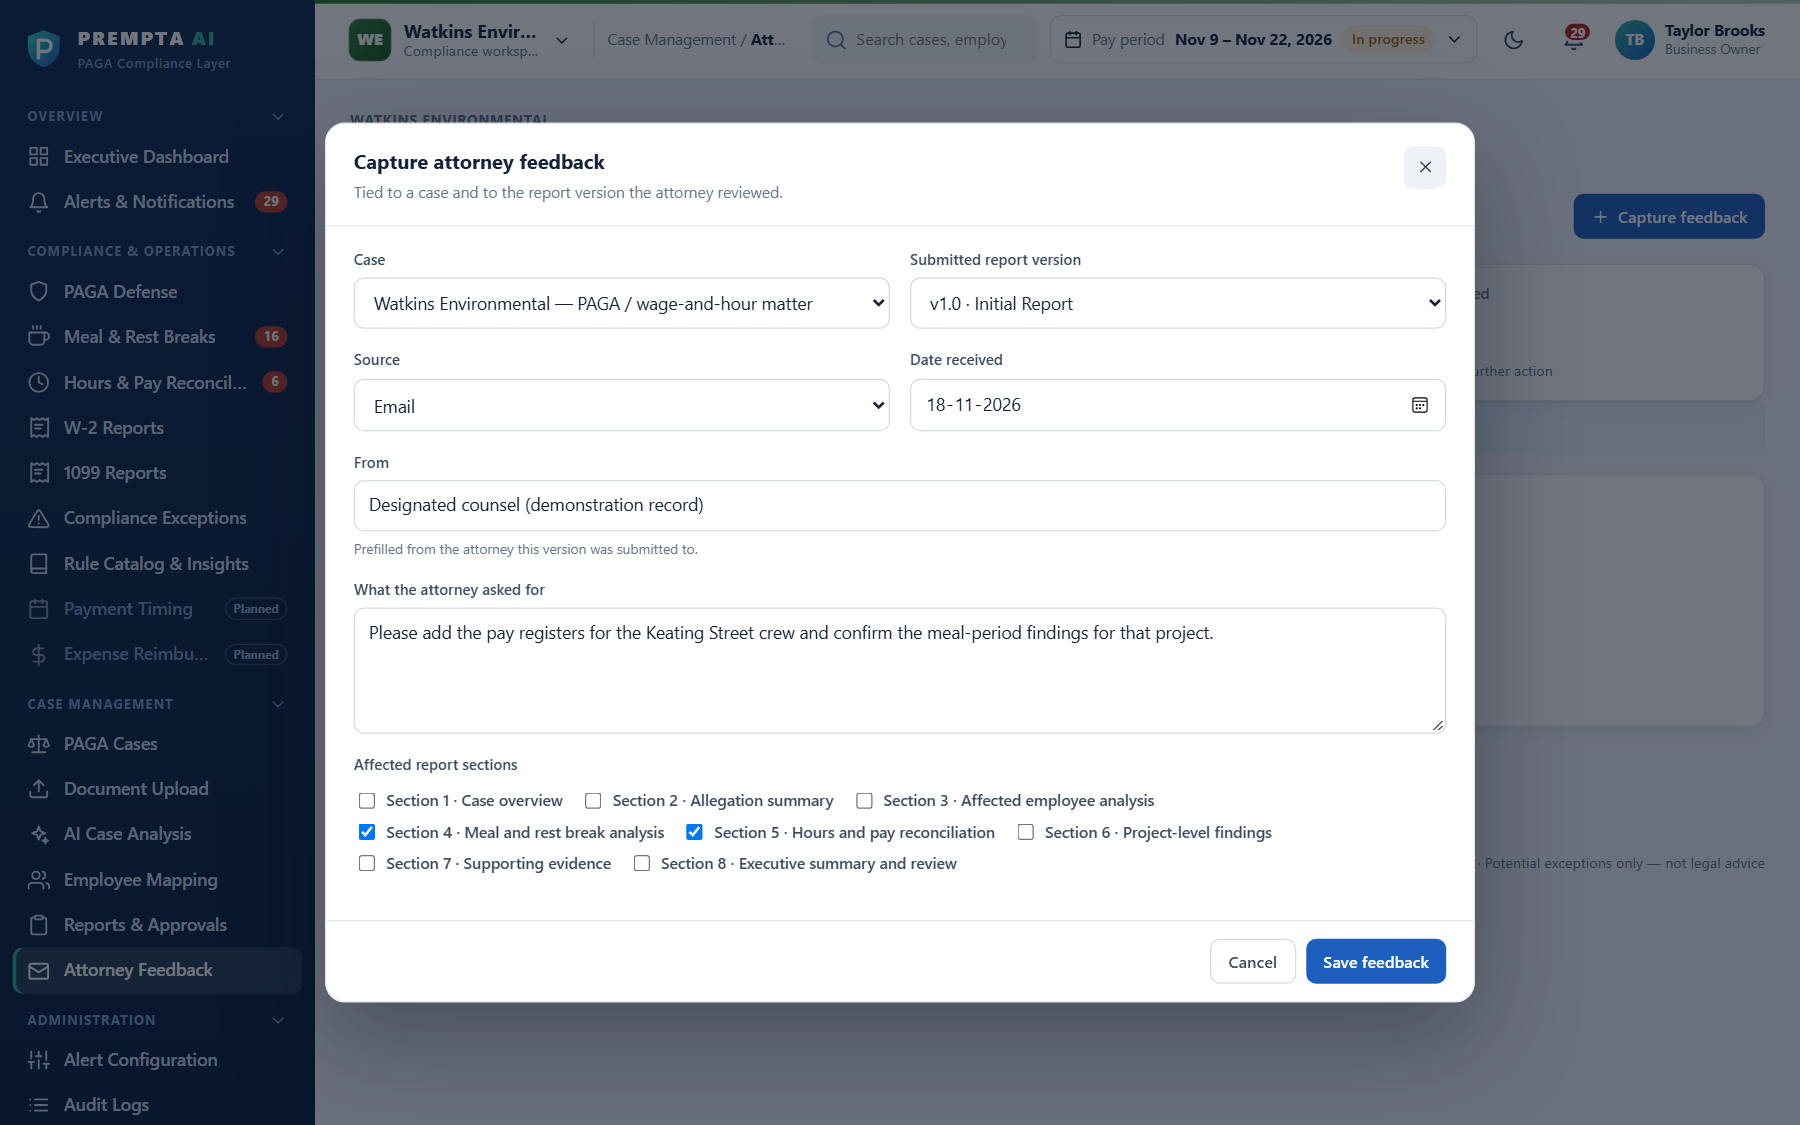 PREMPTA AI
PAGA Compliance Layer
OVERVIEW
Executive Dashboard
Alerts & Notifications 29
COMPLIANCE & OPERATIONS
PAGA Defense
Meal & Rest Breaks 16
Hours & Pay Reconcil... 6
W-2 Reports
1099 Reports
Compliance Exceptions
Rule Catalog & Insights
Payment Timing Planned
Expense Reimbu... Planned
CASE MANAGEMENT
PAGA Cases
Document Upload
AI Case Analysis
Employee Mapping
Reports & Approvals
Attorney Feedback
ADMINISTRATION
Alert Configuration
Audit Logs
WE Watkins Envir...
Compliance worksp...
Case Management / Att...
Search cases, employ
Pay period Nov 9 – Nov 22, 2026 In progress
29
TB Taylor Brooks
Business Owner
WATKINS ENVIRONMENTAL
+ Capture feedback
ed
urther action
· Potential exceptions only — not legal advice
Capture attorney feedback
Tied to a case and to the report version the attorney reviewed.
Case
Watkins Environmental — PAGA / wage-and-hour matter
Submitted report version
v1.0 · Initial Report
Source
Email
Date received
18-11-2026
From
Designated counsel (demonstration record)
Prefilled from the attorney this version was submitted to.
What the attorney asked for
Please add the pay registers for the Keating Street crew and confirm the meal-period findings for that project.
Affected report sections
Section 1 · Case overview Section 2 · Allegation summary Section 3 · Affected employee analysis
Section 4 · Meal and rest break analysis Section 5 · Hours and pay reconciliation Section 6 · Project-level findings
Section 7 · Supporting evidence Section 8 · Executive summary and review
Cancel Save feedback